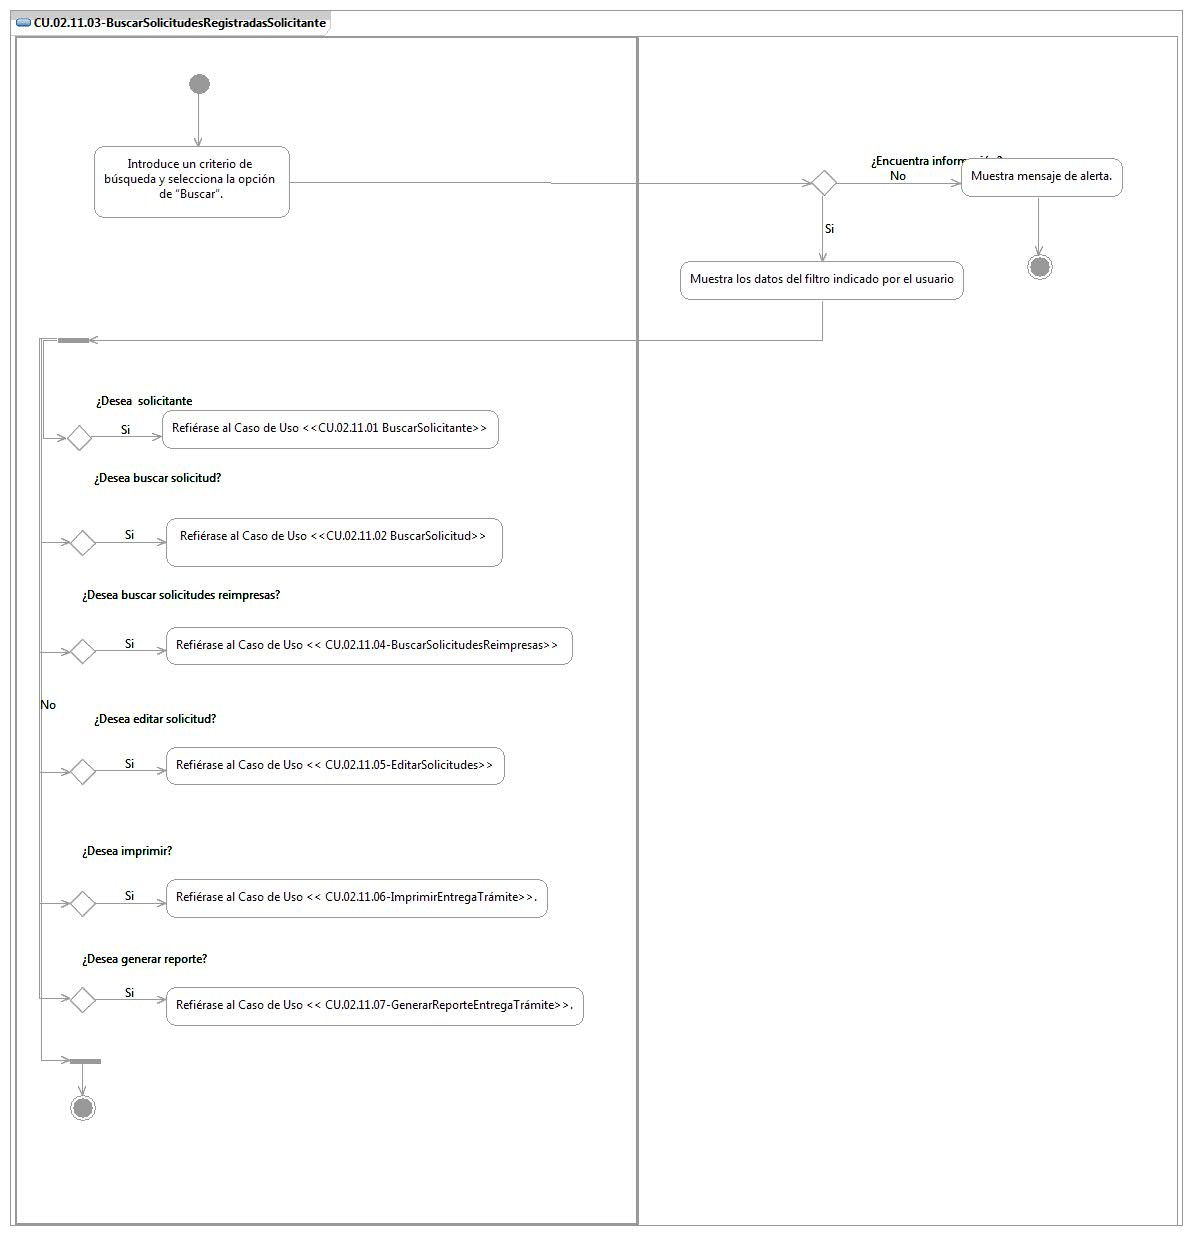 CU.02.11.03-BuscarSolicitudesRegistradasSolicitante
Introduce un criterio de
búsqueda y selecciona la opción
de "Buscar".
¿Encuentra
No
Muestra mensaje de alerta.
Si
Muestra los datos del filtro indicado por el usuario
¿Desea  solicitante
Si
Refiérase al Caso de Uso <<CU.02.11.01 BuscarSolicitante>>
¿Desea buscar solicitud?
Si
Refiérase al Caso de Uso <<CU.02.11.02 BuscarSolicitud>>
¿Desea buscar solicitudes reimpresas?
Si
Refiérase al Caso de Uso << CU.02.11.04-BuscarSolicitudesReimpresas>>
No
¿Desea editar solicitud?
Si
Refiérase al Caso de Uso << CU.02.11.05-EditarSolicitudes>>
¿Desea imprimir?
Si
Refiérase al Caso de Uso << CU.02.11.06-ImprimirEntregaTrámite>>.
¿Desea generar reporte?
Si
Refiérase al Caso de Uso << CU.02.11.07-GenerarReporteEntregaTrámite>>.